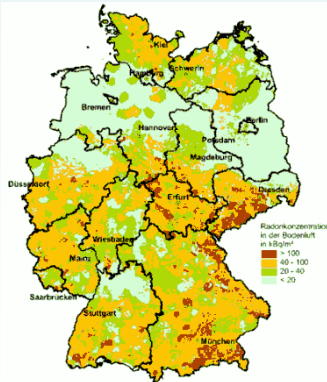 Kiel
Schwerin
Hamburg
Bremen
Berlin
Hannover
Potsdam
Magdeburg
Düsseldorf
Dresden
Erfurt
Wiesbaden
Mainz
Saarbrücken
Stuttgart
München
Radonkonzentration
in der Bodenluft
in kBq/m³
> 100
40 - 100
20 - 40
< 20